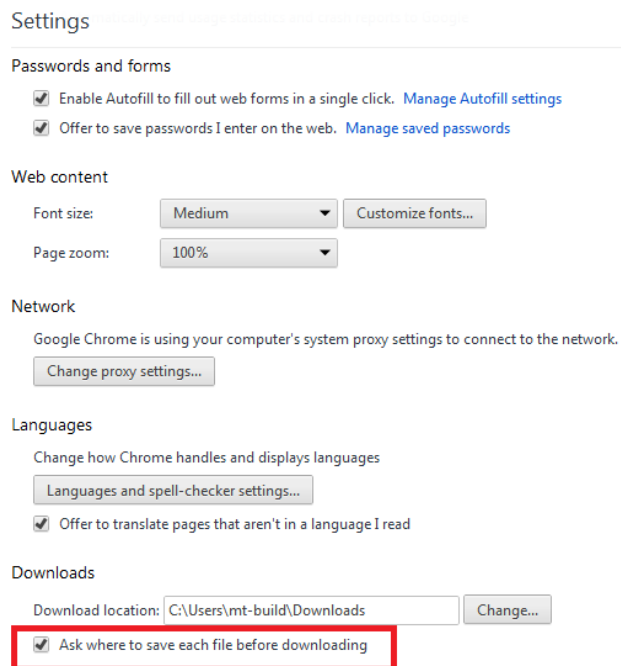 Settings
Passwords and forms
Enable Autofill to fill out web forms in a single click. Manage Autofill settings
Offer to save passwords I enter on the web. Manage saved passwords
Web content
Font size: Medium Customize fonts...
Page zoom: 100%
Network
Google Chrome is using your computer's system proxy settings to connect to the network.
Change proxy settings...
Languages
Change how Chrome handles and displays languages
Languages and spell-checker settings...
Offer to translate pages that aren't in a language I read
Downloads
Download location: C:\Users\mt-build\Downloads Change...
Ask where to save each file before downloading